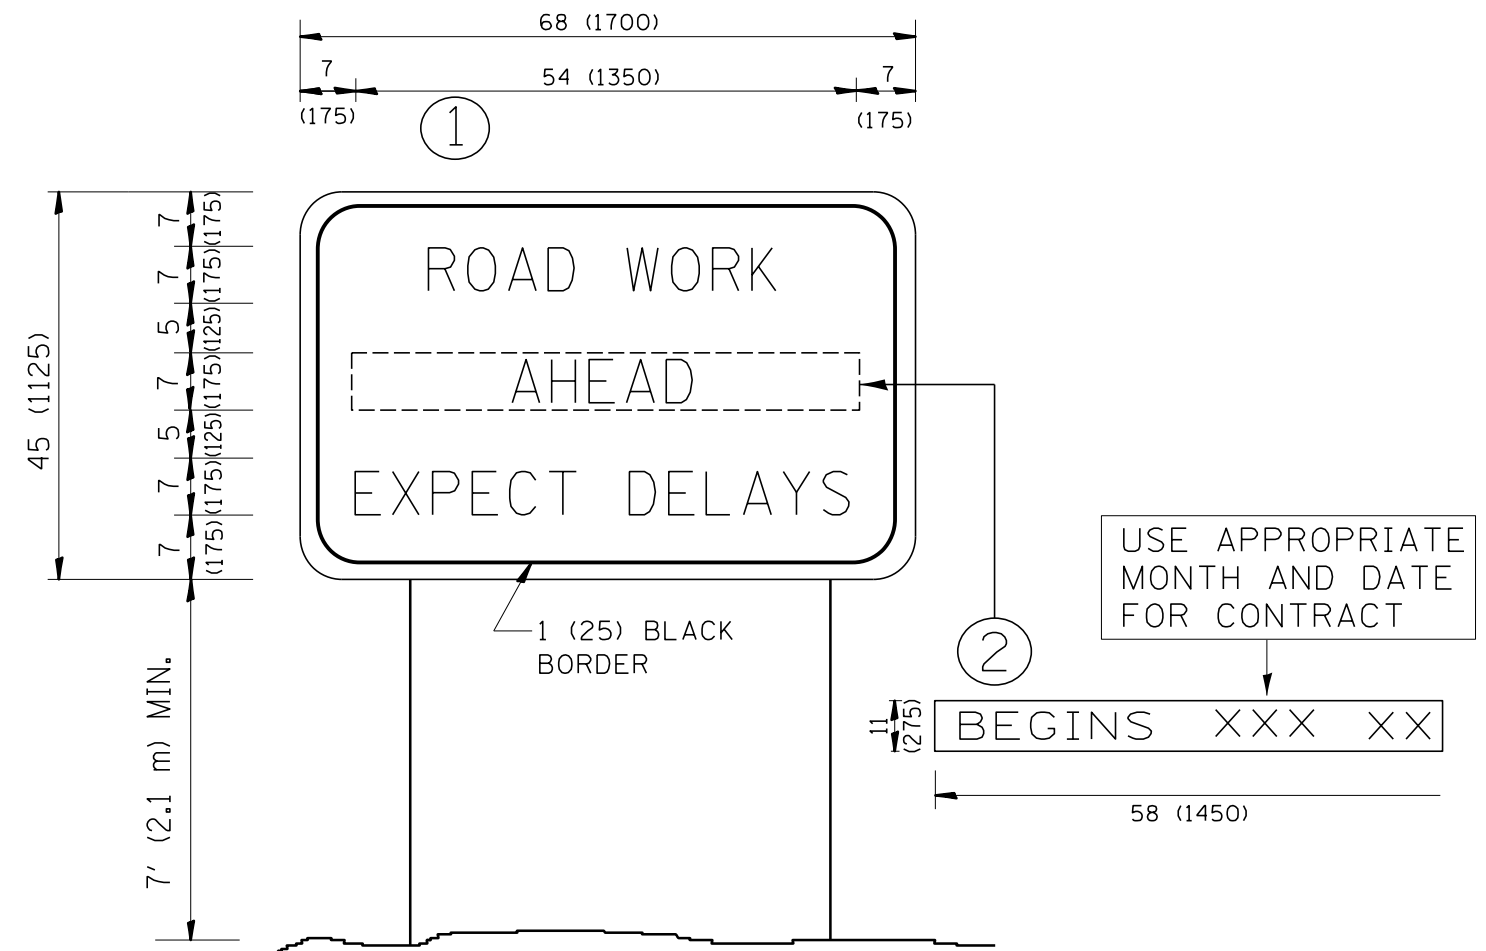 68 (1700)
7
54 (1350)
7
(175)
(175)
1
45 (1125)
7
(175)
7
(175)
5
(125)
7
(175)
5
(125)
7
(175)
7
(175)
ROAD WORK
AHEAD
EXPECT DELAYS
1 (25) BLACK
BORDER
7' (2.1 m) MIN.
2
USE APPROPRIATE
MONTH AND DATE
FOR CONTRACT
11
(275)
BEGINS XXX XX
58 (1450)